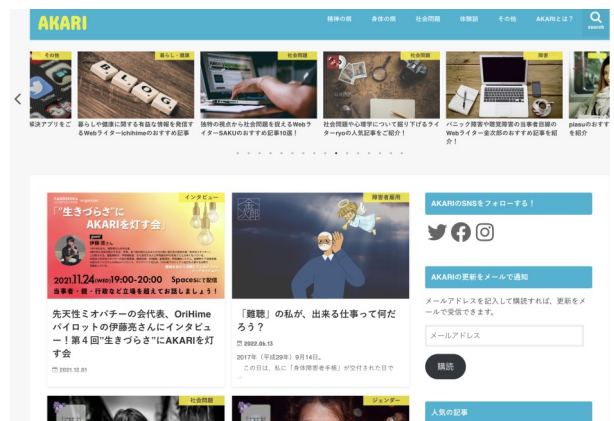 AKARI
精神の病
身体の病
社会問題
体験談
その他
AKARIとは？
search
その他
暮らし・健康
社会問題
社会問題
障害
解決アプリをご
暮らしや健康に関する有益な情報を発信するWebライターichihimeのおすすめ記事
独特の視点から社会問題を捉えるWebライターSAKUのおすすめ記事10選！
社会問題や心理学について掘り下げるライターryoの人気記事をご紹介！
パニック障害や聴覚障害の当事者目線のWebライター金次郎のおすすめ記事を紹介！
piasuのおすす
を紹介
BLOG
インタビュー
"生きづらさ"に
AKARIを灯す会
伊藤 亮さん
2021.11.24(WED)19:00-20:00 Spacesにて配信
当事者・親・行政など立場を越えてお話しましょう！
先天性ミオパチーの会代表、OriHime
パイロットの伊藤亮さんにインタビュ
ー！第４回"生きづらさ"にAKARIを灯
す会
2021.12.01
障害者雇用
金次郎
「難聴」の私が、出来る仕事って何だ
ろう？
2022.06.13
2017年（平成29年）9月14日。
この日は、私に「身体障害者手帳」が交付された日で
社会問題
ジェンダー
AKARIのSNSをフォローする！
AKARIの更新をメールで通知
メールアドレスを記入して購読すれば、更新をメ
ールで受信できます。
メールアドレス
購読
人気の記事